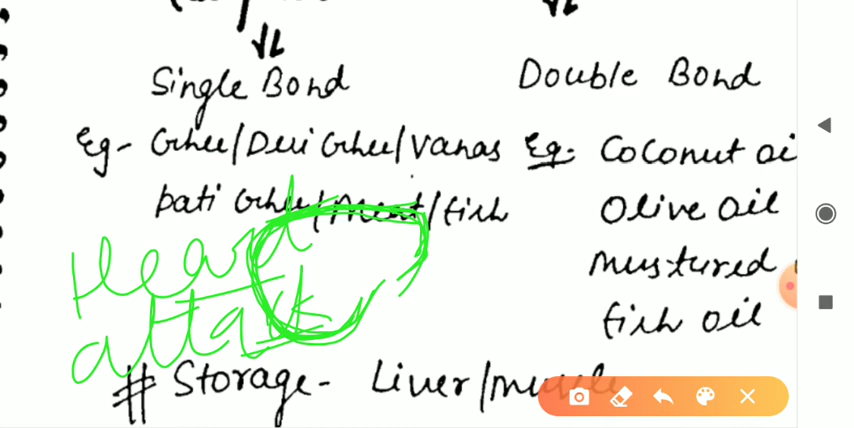 Single Bond
Double Bond
Eg- Ghee/Desi Ghee/Vanas
pati Ghee/Meat/fish
Eg:- Coconut oi
Olive oil
mustured
fish oil
Heart
attack
# Storage- Liver/muscle